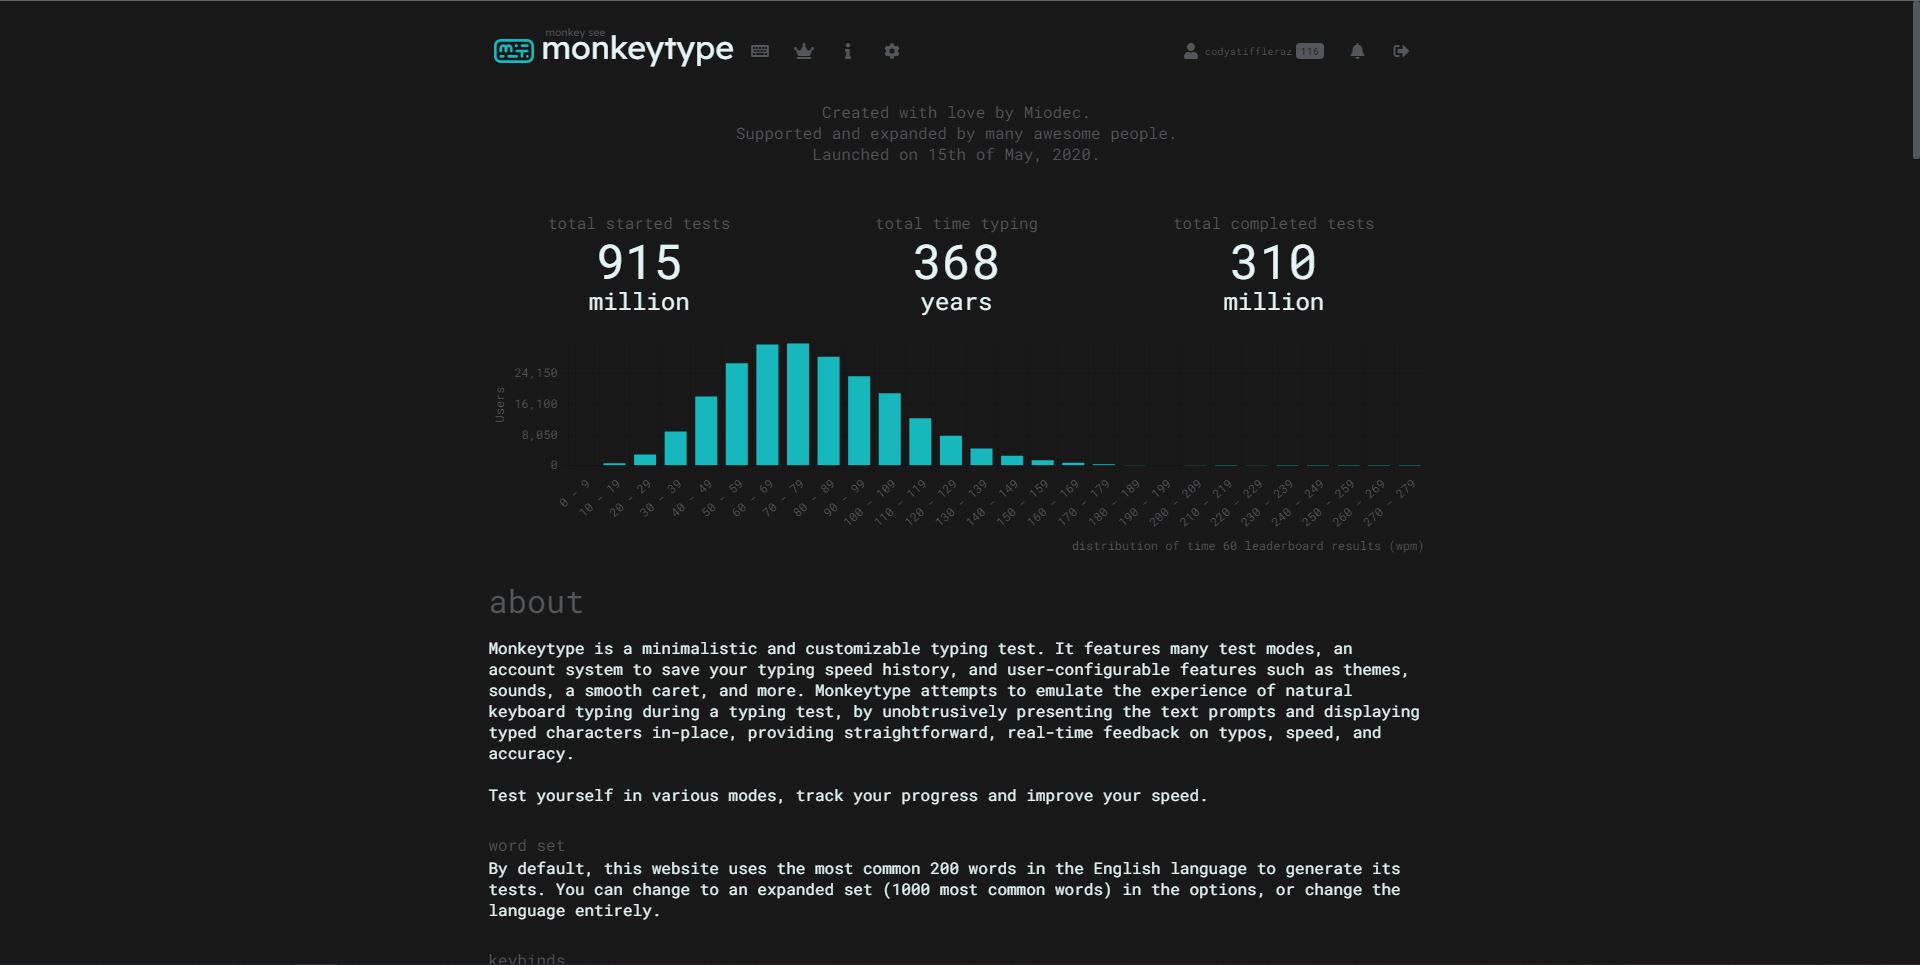 monkey see
monkeytype
codystiffleraz 116
Created with love by Miodec.
Supported and expanded by many awesome people.
Launched on 15th of May, 2020.
total started tests
915
million
total time typing
368
years
total completed tests
310
million
Users
24,150
16,100
8,050
0
0 - 9
10 - 19
20 - 29
30 - 39
40 - 49
50 - 59
60 - 69
70 - 79
80 - 89
90 - 99
100 - 109
110 - 119
120 - 129
130 - 139
140 - 149
150 - 159
160 - 169
170 - 179
180 - 189
190 - 199
200 - 209
210 - 219
220 - 229
230 - 239
240 - 249
250 - 259
260 - 269
270 - 279
distribution of time 60 leaderboard results (wpm)
about
Monkeytype is a minimalistic and customizable typing test. It features many test modes, an
account system to save your typing speed history, and user-configurable features such as themes,
sounds, a smooth caret, and more. Monkeytype attempts to emulate the experience of natural
keyboard typing during a typing test, by unobtrusively presenting the text prompts and displaying
typed characters in-place, providing straightforward, real-time feedback on typos, speed, and
accuracy.
Test yourself in various modes, track your progress and improve your speed.
word set
By default, this website uses the most common 200 words in the English language to generate its
tests. You can change to an expanded set (1000 most common words) in the options, or change the
language entirely.
keybinds